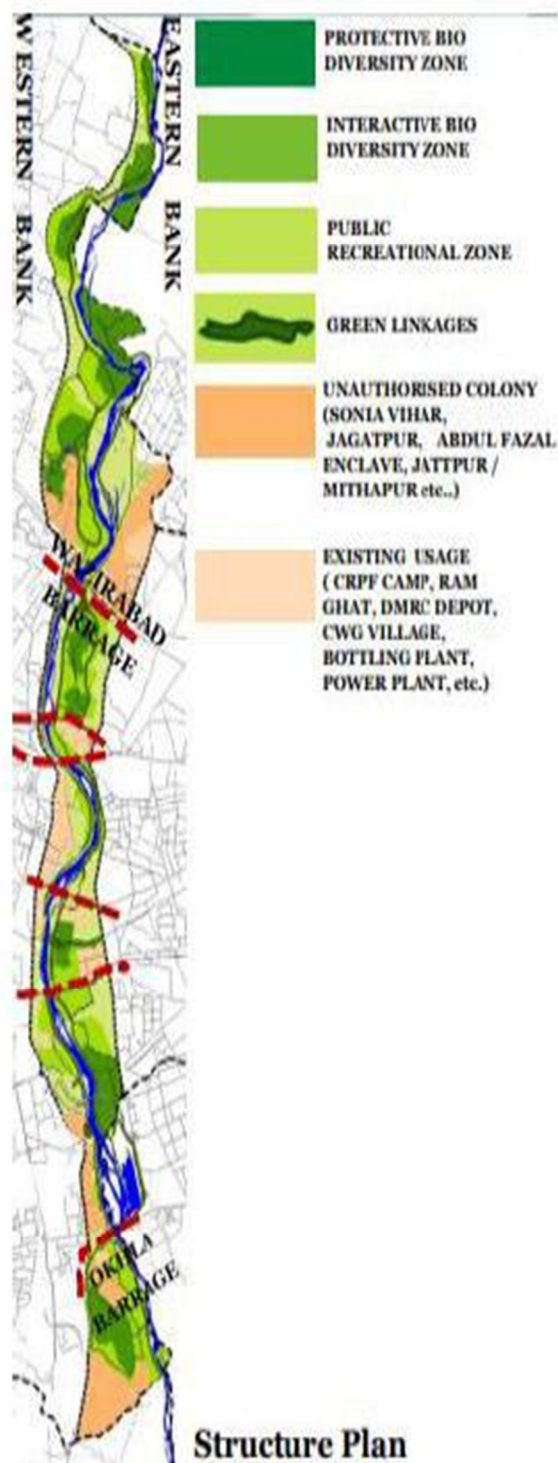 WESTERN BANK
EASTERN BANK
PROTECTIVE BIO
DIVERSITY ZONE
INTERACTIVE BIO
DIVERSITY ZONE
PUBLIC
RECREATIONAL ZONE
GREEN LINKAGES
UNAUTHORISED COLONY
(SONIA VIHAR,
JAGATPUR, ABDUL FAZAL
ENCLAVE, JATTPUR /
MITHAPUR etc..)
EXISTING USAGE
( CRPF CAMP, RAM
GHAT, DMRC DEPOT,
CWG VILLAGE,
BOTTLING PLANT,
POWER PLANT, etc.)
WAZIRABAD
BARRAGE
OKHLA
BARRAGE
Structure Plan